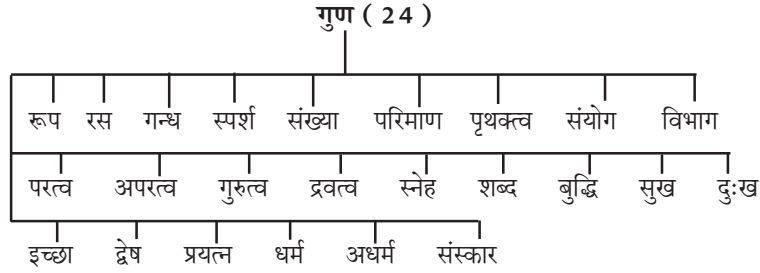 गुण ( 24 )
रूप रस गन्ध स्पर्श संख्या परिमाण पृथक्त्व संयोग विभाग
परत्व अपरत्व गुरुत्व द्रवत्व स्नेह शब्द बुद्धि सुख दुःख
इच्छा द्वेष प्रयत्न धर्म अधर्म संस्कार